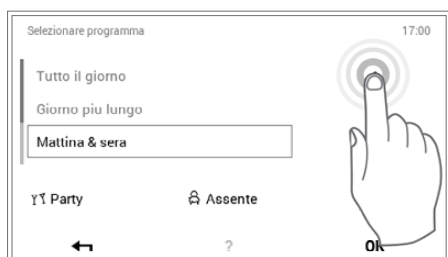 Selezionare programma 17:00
Tutto il giorno
Giorno piu lungo
Mattina & sera
Party Assente
? OK